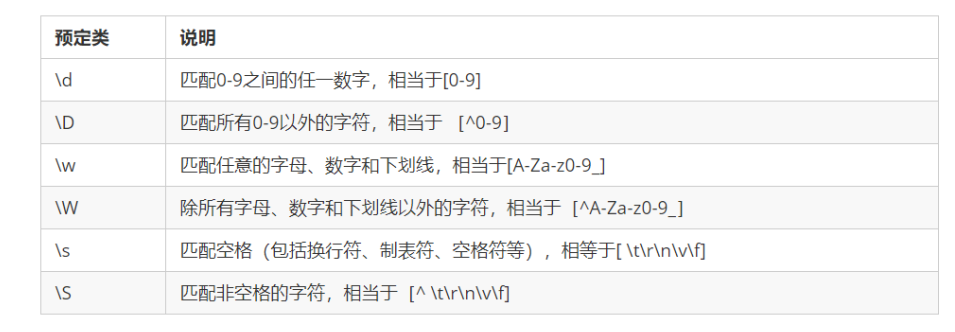 预定类 说明
\d 匹配0-9之间的任一数字，相当于[0-9]
\D 匹配所有0-9以外的字符，相当于 [^0-9]
\w 匹配任意的字母、数字和下划线，相当于[A-Za-z0-9_]
\W 除所有字母、数字和下划线以外的字符，相当于 [^A-Za-z0-9_]
\s 匹配空格（包括换行符、制表符、空格符等），相等于[ \t\r\n\v\f]
\S 匹配非空格的字符，相当于 [^ \t\r\n\v\f]